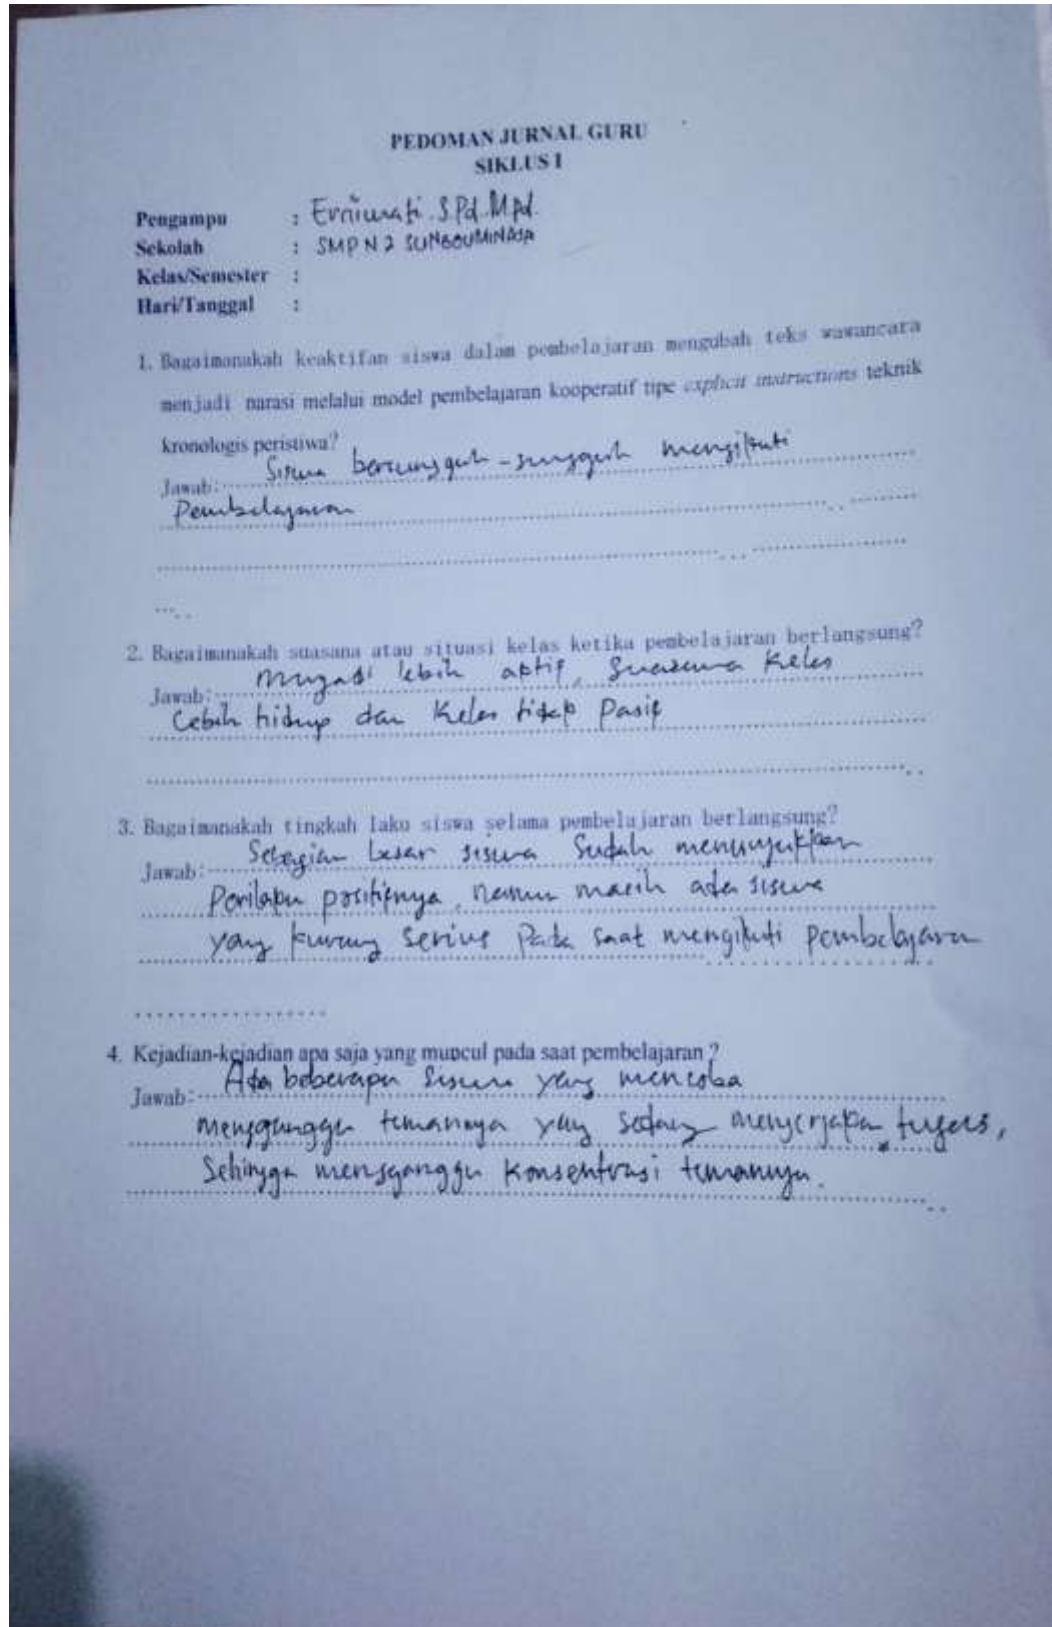 PEDOMAN JURNAL GURU
SIKLUS I
Pengampu : Erniwati S.Pd. M.Pd.
Sekolah : SMP N 2 SUNGGUMINASA
Kelas/Semester :
Hari/Tanggal :
1. Bagaimanakah keaktifan siswa dalam pembelajaran mengubah teks wawancara
menjadi narasi melalui model pembelajaran kooperatif tipe explicit instructions teknik
kronologis peristiwa?
Jawab: Siswa bersungguh-sungguh mengikuti
Pembelajaran
2. Bagaimanakah suasana atau situasi kelas ketika pembelajaran berlangsung?
Jawab: menjadi lebih aktif, Suasana Kelas
Lebih hidup dan Kelas tidak Pasif
3. Bagaimanakah tingkah laku siswa selama pembelajaran berlangsung?
Jawab: Sebagian besar siswa Sudah menunjukkan
Perilaku positifnya, namun masih ada siswa
yang kurang serius Pada saat mengikuti pembelajaran
4. Kejadian-kejadian apa saja yang muncul pada saat pembelajaran ?
Jawab: Ada beberapa Siswa yang mencoba
mengganggu temannya yang sedang mengerjakan tugas,
Sehingga mengganggu Konsentrasi temannya.